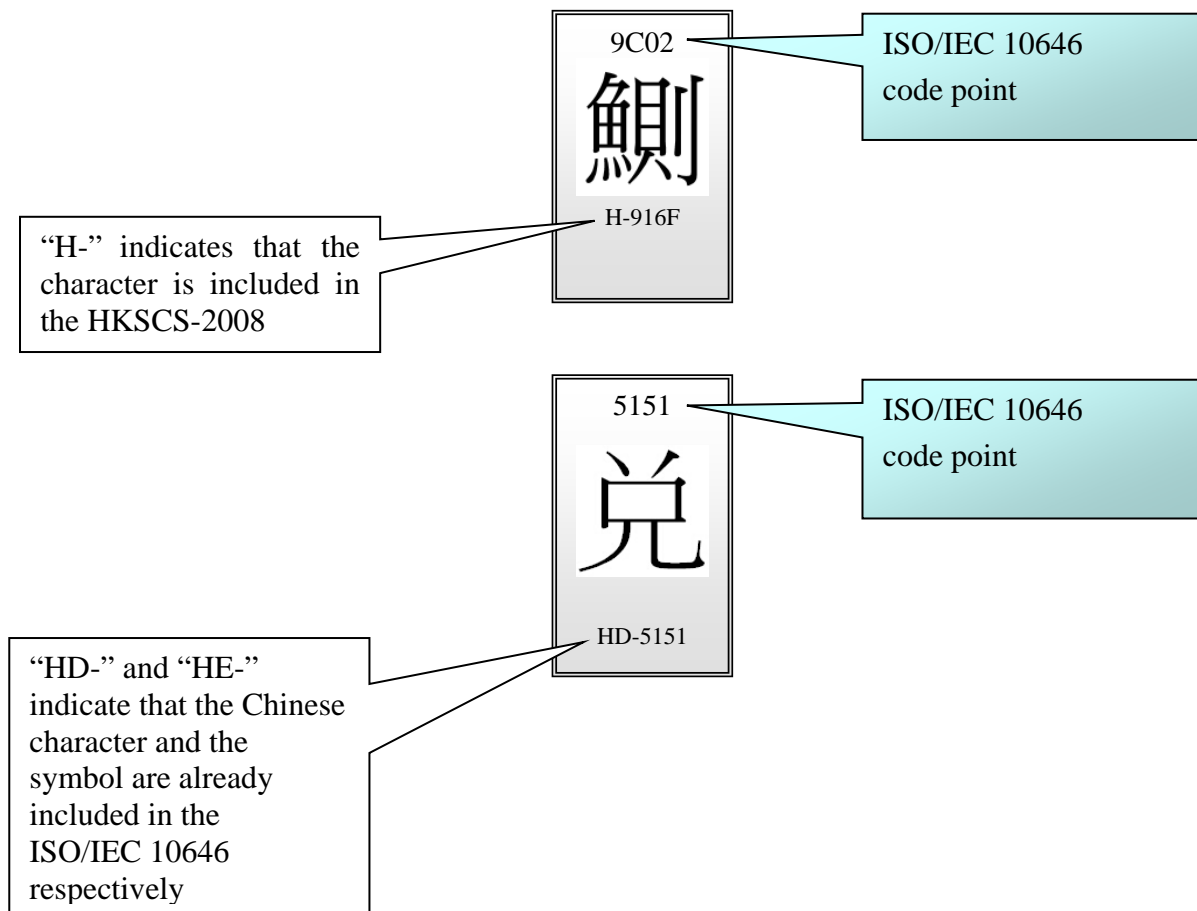 9C02
鰂
H-916F
ISO/IEC 10646
code point
“H-” indicates that the
character is included in
the HKSCS-2008
5151
兑
HD-5151
ISO/IEC 10646
code point
“HD-” and “HE-”
indicate that the Chinese
character and the
symbol are already
included in the
ISO/IEC 10646
respectively